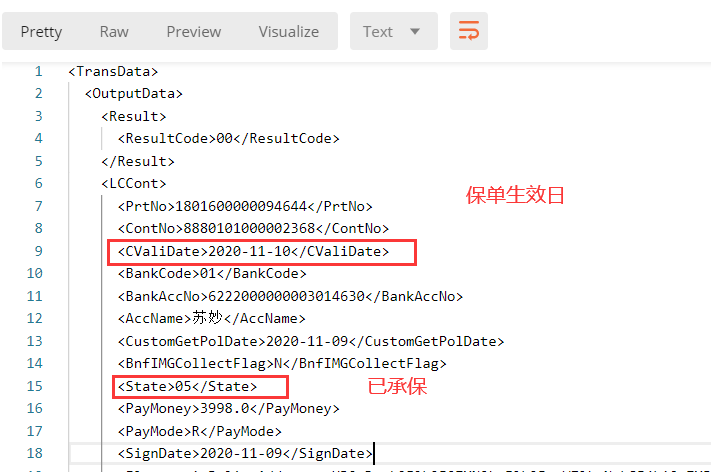 Pretty Raw Preview Visualize Text
1 <TransData>
2 <OutputData>
3 <Result>
4 <ResultCode>00</ResultCode>
5 </Result>
6 <LCCont>
保单生效日
7 <PrtNo>1801600000094644</PrtNo>
8 <ContNo>8880101000002368</ContNo>
9 <CValiDate>2020-11-10</CValiDate>
10 <BankCode>01</BankCode>
11 <BankAccNo>6222000000003014630</BankAccNo>
12 <AccName>苏妙</AccName>
13 <CustomGetPolDate>2020-11-09</CustomGetPolDate>
14 <BnfIMGCollectFlag>N</BnfIMGCollectFlag>
15 <State>05</State> 已承保
16 <PayMoney>3998.0</PayMoney>
17 <PayMode>R</PayMode>
18 <SignDate>2020-11-09</SignDate>